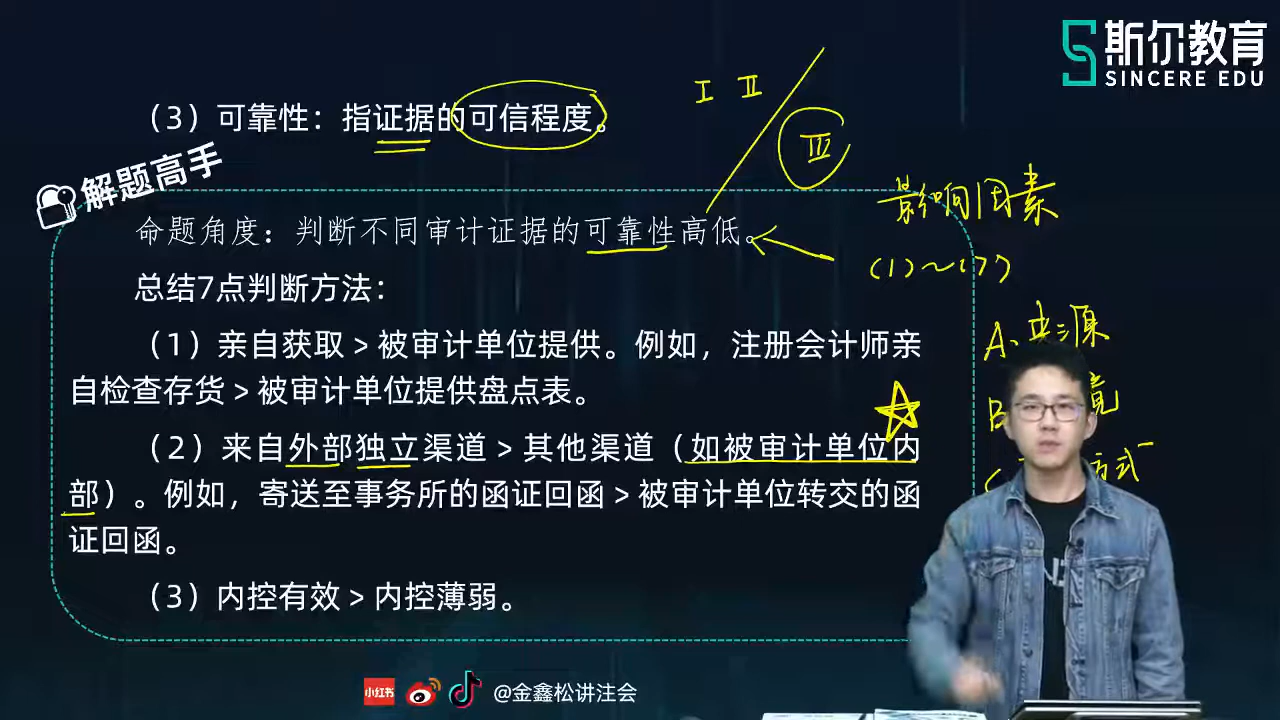 斯尔教育
SINCERE EDU
I II
III
（3）可靠性：指证据的可信程度。
解题高手
影响因素
命题角度：判断不同审计证据的可靠性高低。
(1)~(7)
总结7点判断方法：
A、来源
（1）亲自获取>被审计单位提供。例如，注册会计师亲
自检查存货>被审计单位提供盘点表。
B
（2）来自外部独立渠道>其他渠道（如被审计单位内
方式
部）。例如，寄送至事务所的函证回函>被审计单位转交的函
证回函。
（3）内控有效>内控薄弱。
小红书
@金鑫松讲注会